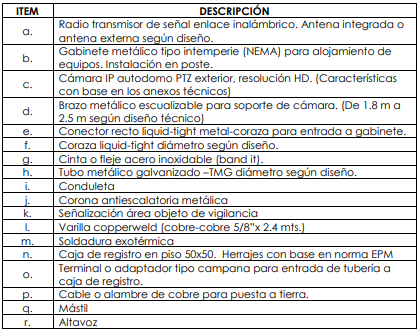 ITEM DESCRIPCIÓN
a. Radio transmisor de señal enlace inalámbrico. Antena integrada o
antena externa según diseño.
b. Gabinete metálico tipo intemperie (NEMA) para alojamiento de
equipos. Instalación en poste.
c. Cámara IP autodomo PTZ exterior, resolución HD. (Características
con base en los anexos técnicos)
d. Brazo metálico escualizable para soporte de cámara. (De 1.8 m a
2.5 m según diseño técnico)
e. Conector recto liquid-tight metal-coraza para entrada a gabinete.
f. Coraza liquid-tight diámetro según diseño.
g. Cinta o fleje acero inoxidable (band it).
h. Tubo metálico galvanizado –TMG diámetro según diseño.
i. Conduleta
j. Corona antiescalatoria metálica
k. Señalización área objeto de vigilancia
l. Varilla copperweld (cobre-cobre 5/8"x 2.4 mts.)
m. Soldadura exotérmica
n. Caja de registro en piso 50x50. Herrajes con base en norma EPM
o. Terminal o adaptador tipo campana para entrada de tubería a
caja de registro.
p. Cable o alambre de cobre para puesta a tierra.
q. Mástil
r. Altavoz